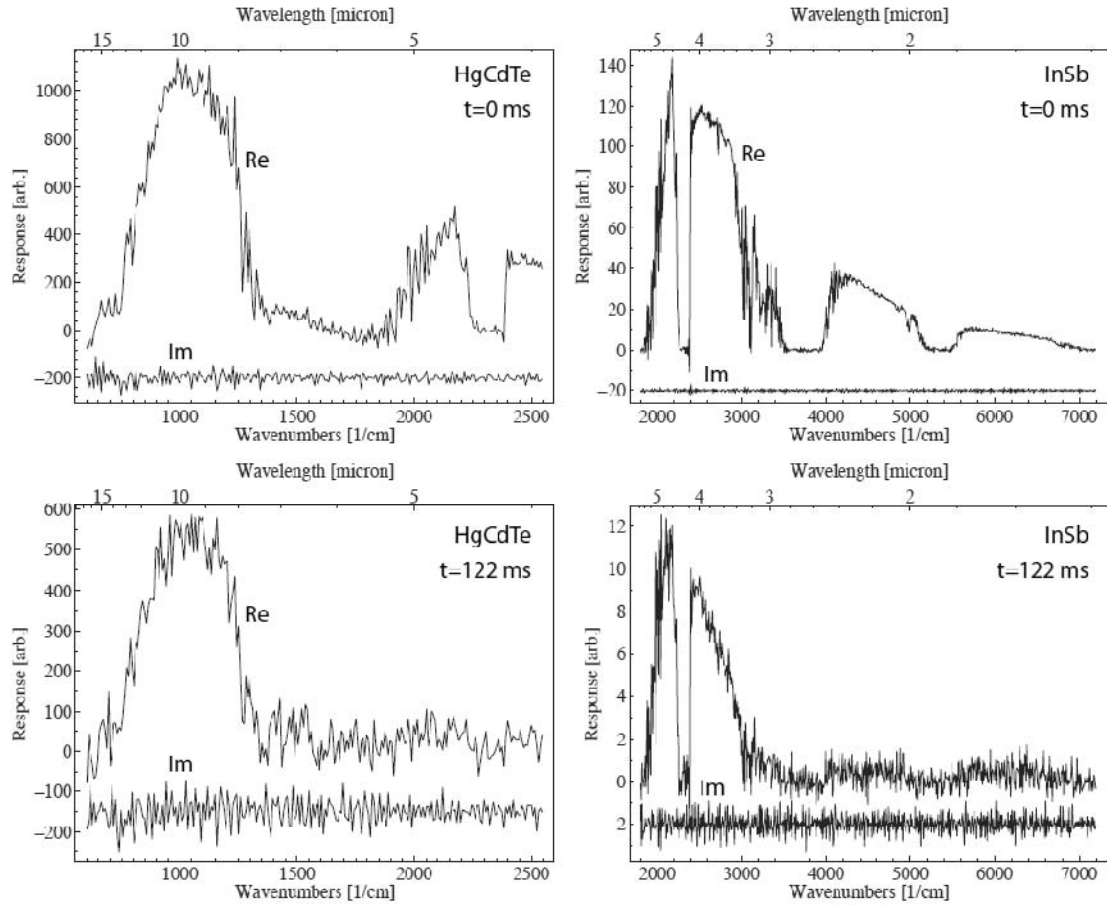 Wavelength [micron]
15 10 5
HgCdTe
t=0 ms
Re
Im
Response [arb.]
1000
800
600
400
200
0
−200
1000 1500 2000 2500
Wavenumbers [1/cm]
Wavelength [micron]
5 4 3 2
InSb
t=0 ms
Re
Im
Response [arb.]
140
120
100
80
60
40
20
0
−20
2000 3000 4000 5000 6000 7000
Wavenumbers [1/cm]
Wavelength [micron]
15 10 5
HgCdTe
t=122 ms
Re
Im
Response [arb.]
600
500
400
300
200
100
0
−100
−200
1000 1500 2000 2500
Wavenumbers [1/cm]
Wavelength [micron]
5 4 3 2
InSb
t=122 ms
Re
Im
Response [arb.]
12
10
8
6
4
2
0
2
2000 3000 4000 5000 6000 7000
Wavenumbers [1/cm]